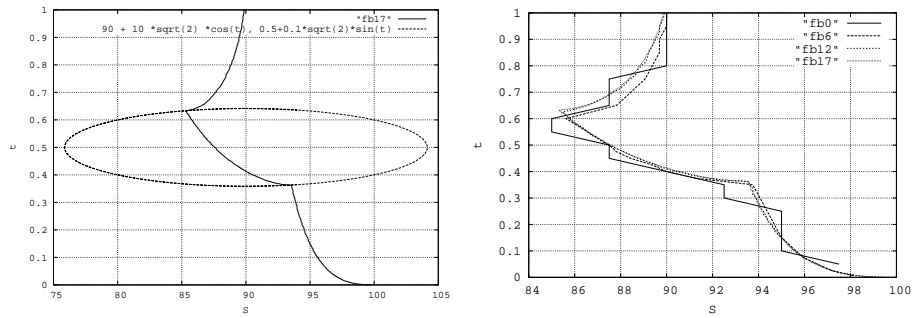 "fb17"
90 + 10 *sqrt(2) *cos(t), 0.5+0.1*sqrt(2)*sin(t)
1
0.9
0.8
0.7
0.6
0.5
0.4
0.3
0.2
0.1
0
t
75 80 85 90 95 100 105
S
"fb0"
"fb6"
"fb12"
"fb17"
1
0.9
0.8
0.7
0.6
0.5
0.4
0.3
0.2
0.1
0
t
84 86 88 90 92 94 96 98 100
S